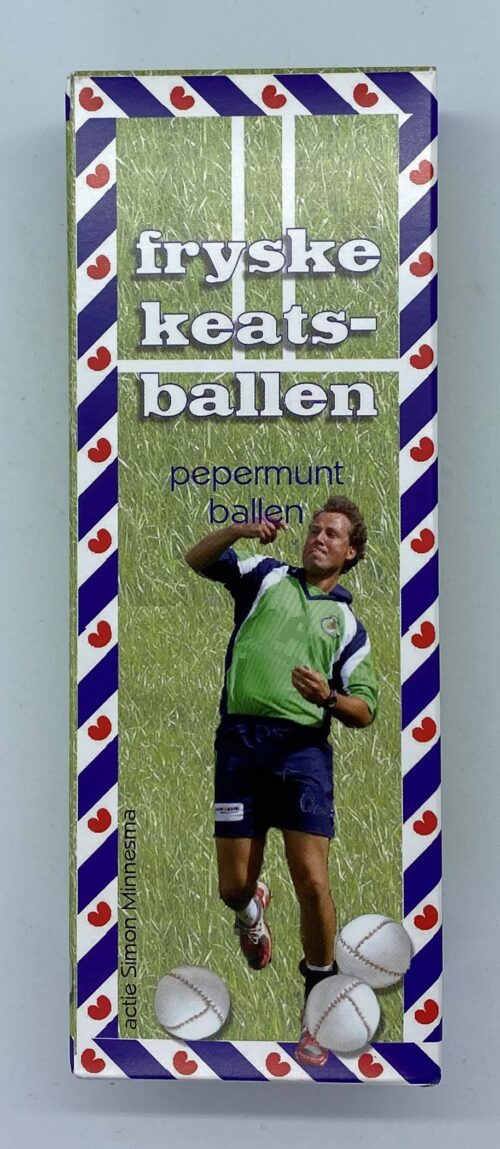 fryske
keats-
ballen
pepermunt
ballen
actie Simon Minnesma